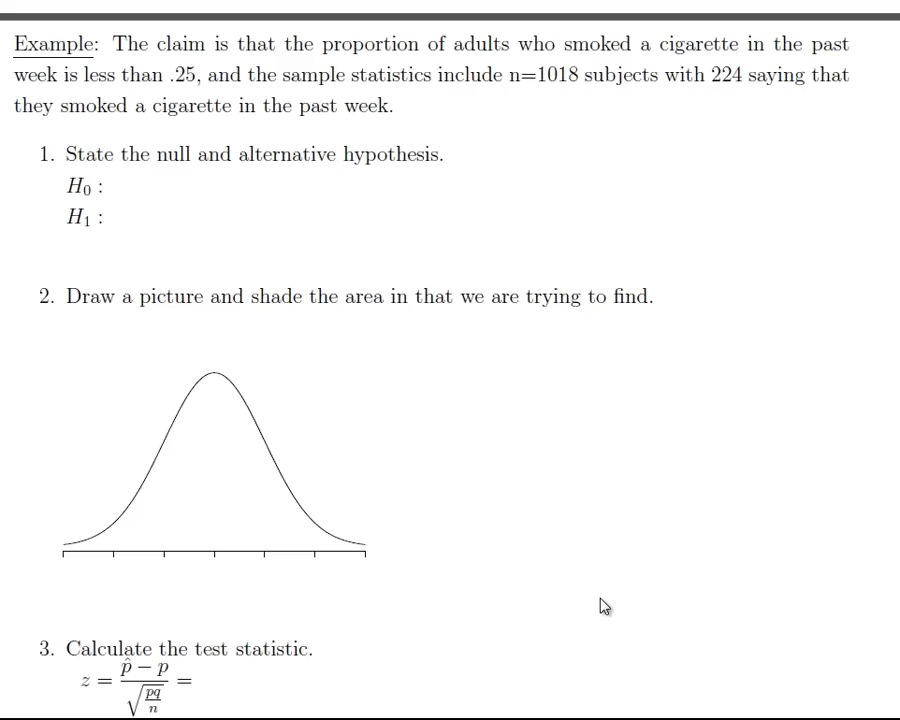 Example: The claim is that the proportion of adults who smoked a cigarette in the past
week is less than .25, and the sample statistics include n=1018 subjects with 224 saying that
they smoked a cigarette in the past week.
1. State the null and alternative hypothesis.
H₀ :
H₁ :
2. Draw a picture and shade the area in that we are trying to find.
3. Calculate the test statistic.
z = (p̂ − p) / √(pq/n) =